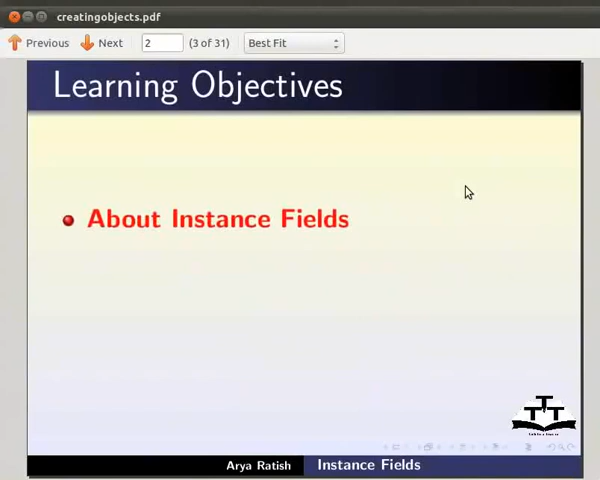 creatingobjects.pdf
Previous Next 2 (3 of 31) Best Fit
Learning Objectives
About Instance Fields
TTT
Arya Ratish Instance Fields